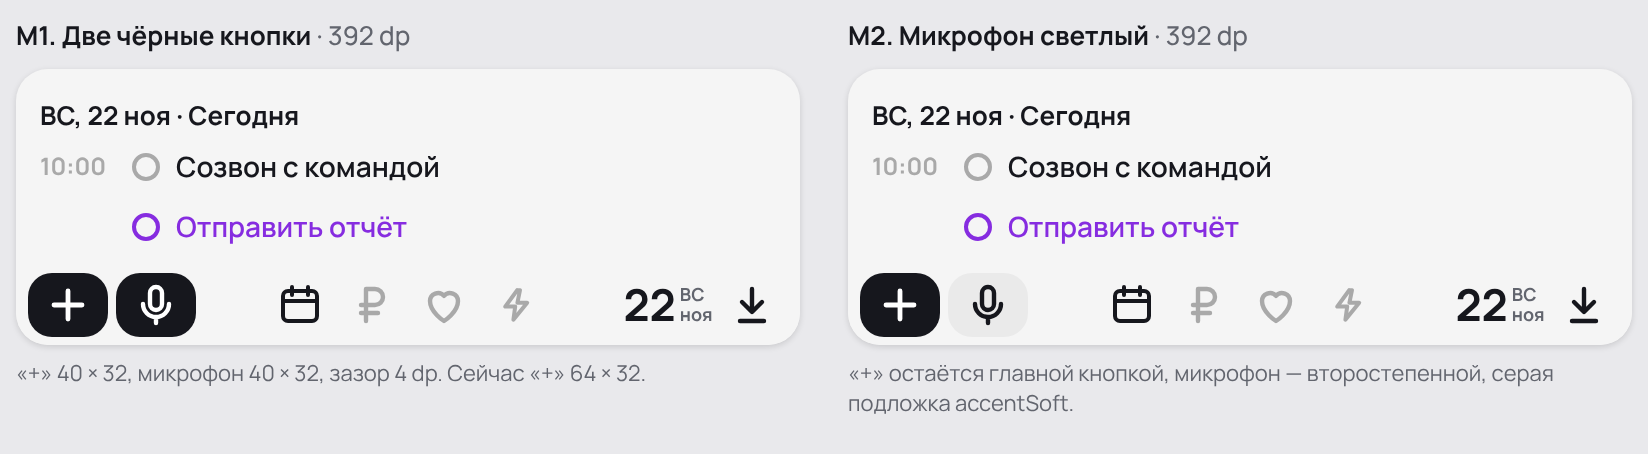 M1. Две чёрные кнопки · 392 dp
ВС, 22 ноя · Сегодня
10:00 Созвон с командой
Отправить отчёт
22 ВС ноя
«+» 40 × 32, микрофон 40 × 32, зазор 4 dp. Сейчас «+» 64 × 32.
M2. Микрофон светлый · 392 dp
ВС, 22 ноя · Сегодня
10:00 Созвон с командой
Отправить отчёт
22 ВС ноя
«+» остаётся главной кнопкой, микрофон — второстепенной, серая
подложка accentSoft.